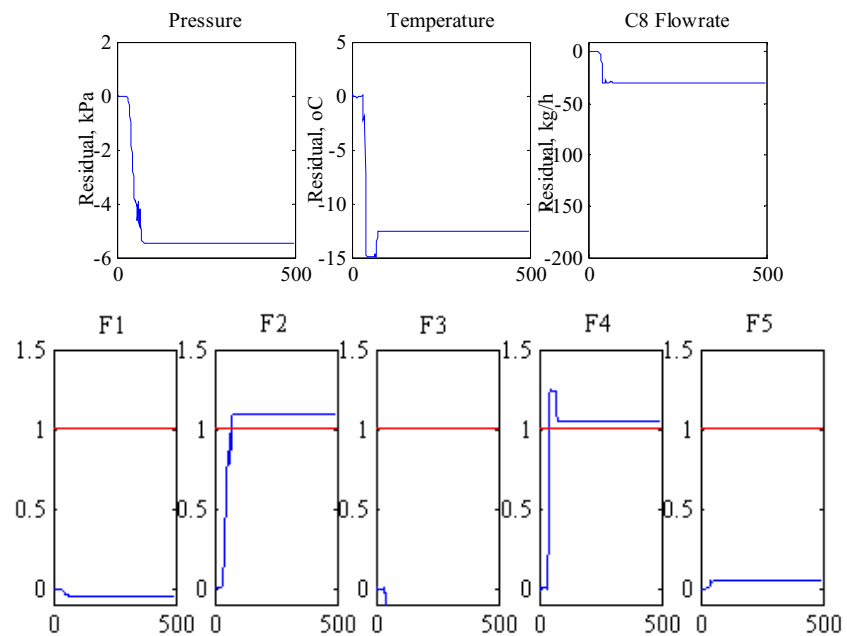 Pressure Temperature C8 Flowrate
Residual, kPa
2
0
-2
-4
-6
0 500
Residual, oC
5
0
-5
-10
-15
0 500
Residual, kg/h
0
-50
-100
-150
-200
0 500
F1 F2 F3 F4 F5
1.5 1.5 1.5 1.5 1.5
1 1 1 1 1
0.5 0.5 0.5 0.5 0.5
0 0 0 0 0
0 500 0 500 0 500 0 500 0 500